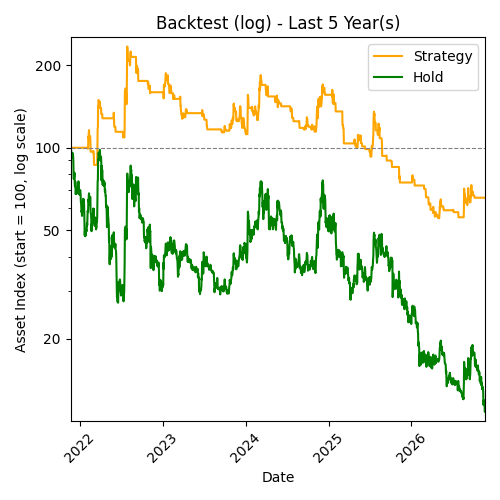 Backtest (log) - Last 5 Year(s)
Strategy
Hold
Asset Index (start = 100, log scale)
200
100
50
20
2022
2023
2024
2025
2026
Date